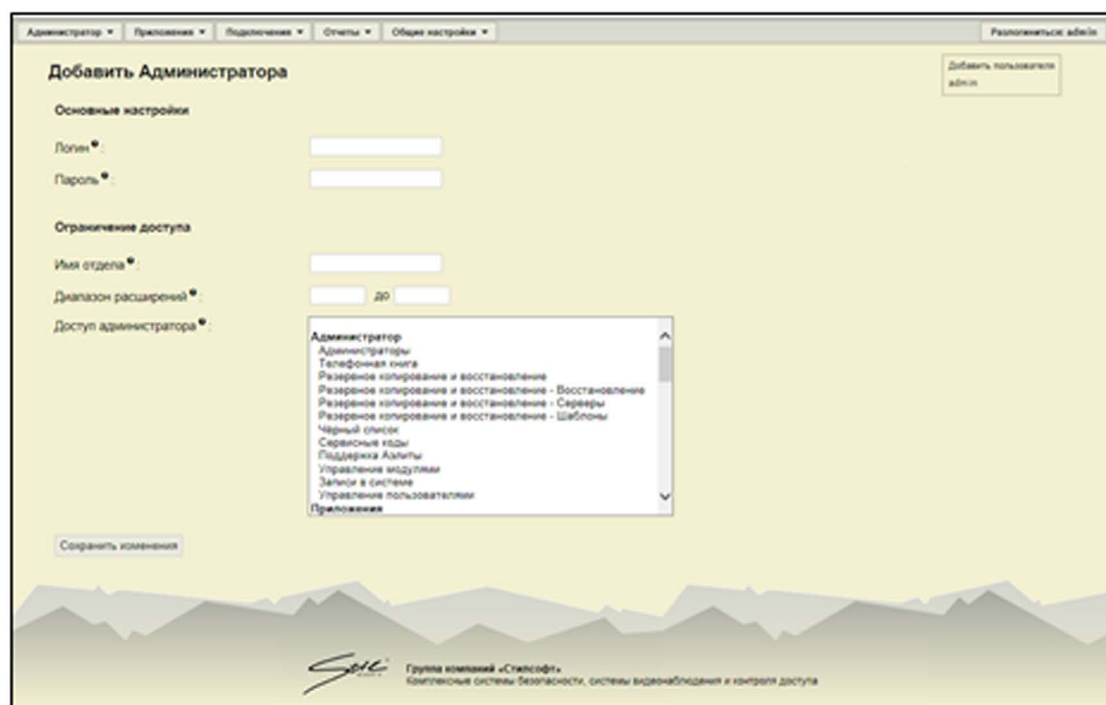 Администратор Приложения Подключения Отчеты Общие настройки Разлогиниться: admin
Добавить Администратора
Добавить пользователя
admin
Основные настройки
Логин :
Пароль :
Ограничение доступа
Имя отдела :
Диапазон расширений : до
Доступ администратора :
Администратор
Администраторы
Телефонная книга
Резервное копирование и восстановление
Резервное копирование и восстановление - Восстановление
Резервное копирование и восстановление - Серверы
Резервное копирование и восстановление - Шаблоны
Чёрный список
Сервисные коды
Поддержка Аэлиты
Управление модулями
Записи в системе
Управление пользователями
Приложения
Сохранить изменения
Группа компаний «Стилсофт»
Комплексные системы безопасности, системы видеонаблюдения и контроля доступа